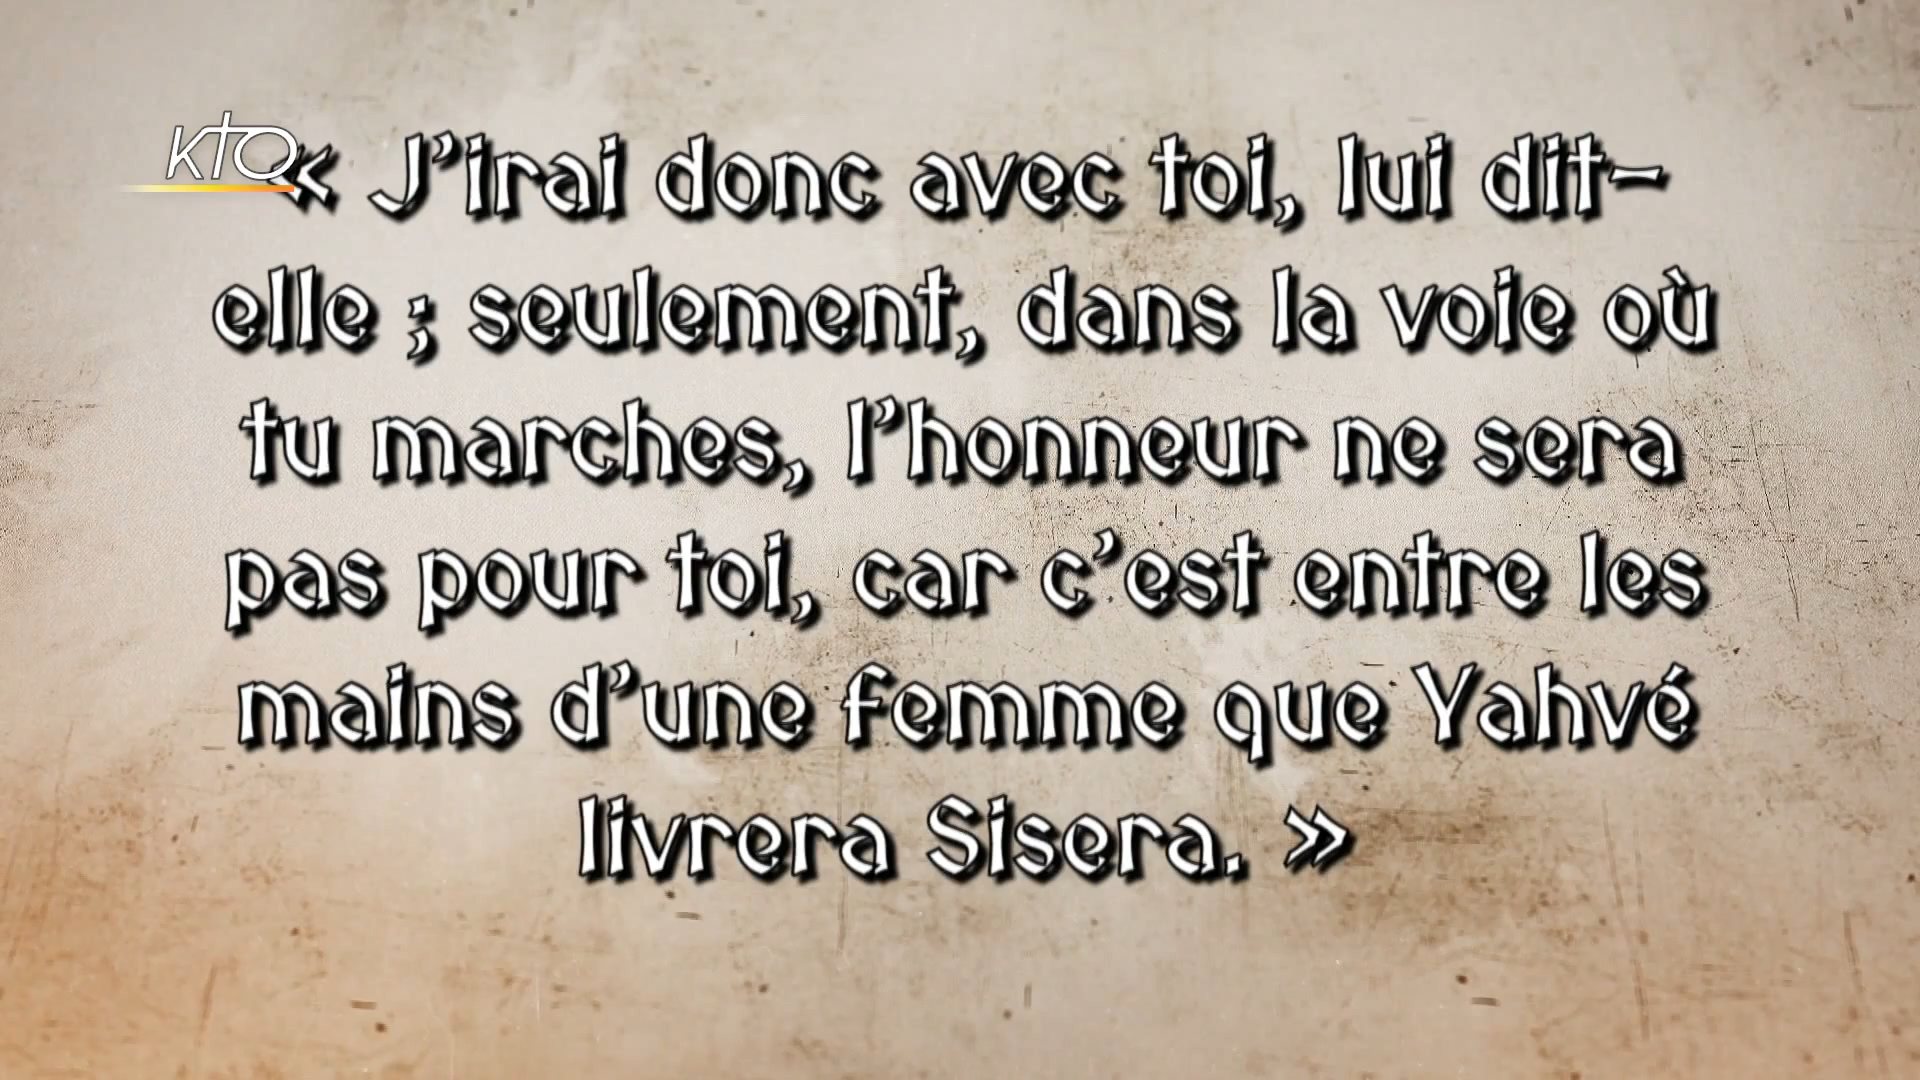 KTO
« J’irai donc avec toi, lui dit-
elle ; seulement, dans la voie où
tu marches, l’honneur ne sera
pas pour toi, car c’est entre les
mains d’une femme que Yahvé
livrera Sisera. »